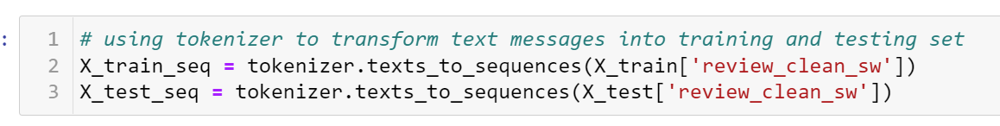 : 1 # using tokenizer to transform text messages into training and testing set
2 X_train_seq = tokenizer.texts_to_sequences(X_train['review_clean_sw'])
3 X_test_seq = tokenizer.texts_to_sequences(X_test['review_clean_sw'])